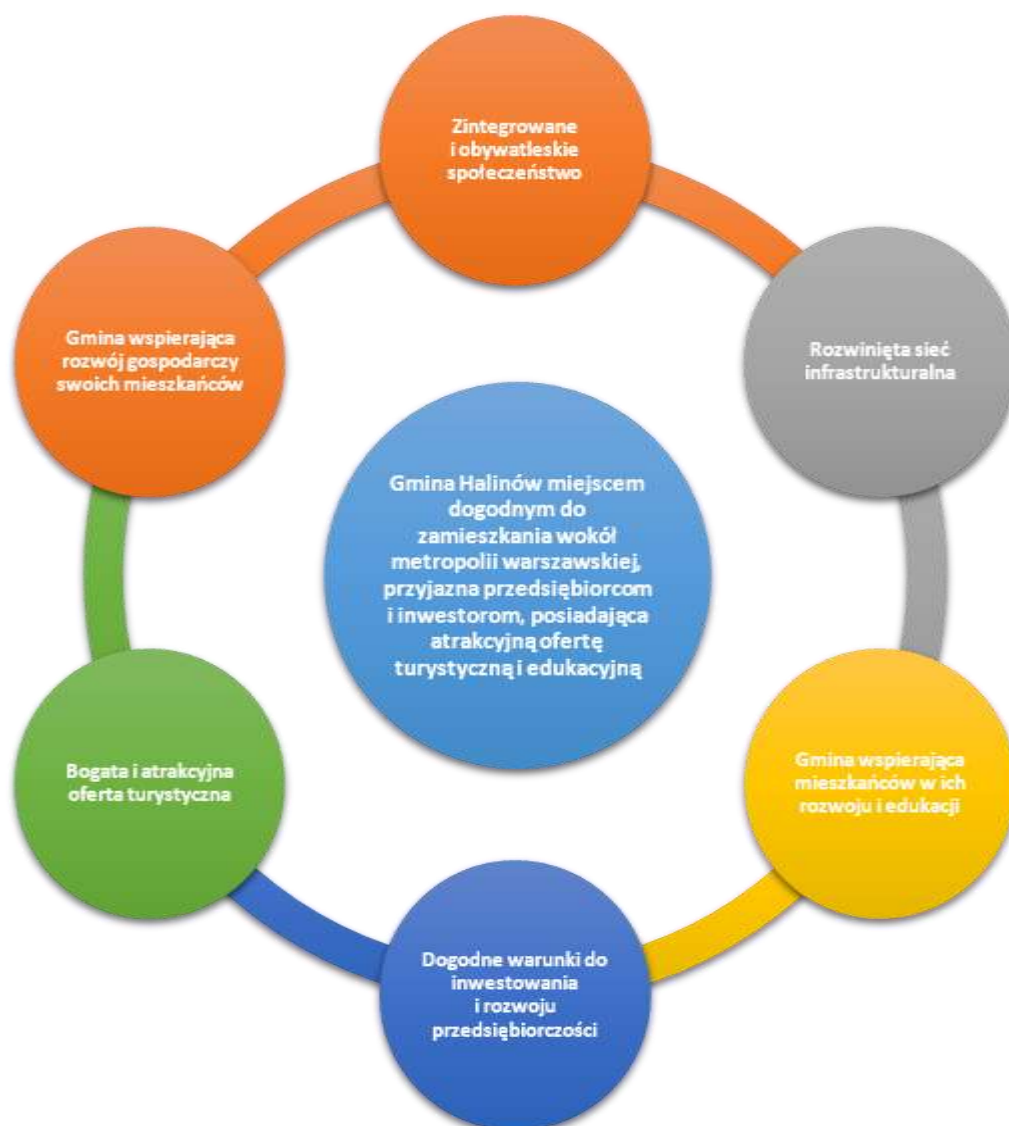 Zintegrowane
i obywatleskie
społeczeństwo
Rozwinięta sieć
infrastrukturalna
Gmina wspierająca
mieszkańców w ich
rozwoju i edukacji
Dogodne warunki do
inwestowania
i rozwoju
przedsiębiorczości
Bogata i atrakcyjna
oferta turystyczna
Gmina wspierająca
rozwój gospodarczy
swoich mieszkańców
Gmina Halinów miejscem
dogodnym do
zamieszkania wokół
metropolii warszawskiej,
przyjazna przedsiębiorcom
i inwestorom, posiadająca
atrakcyjną ofertę
turystyczną i edukacyjną